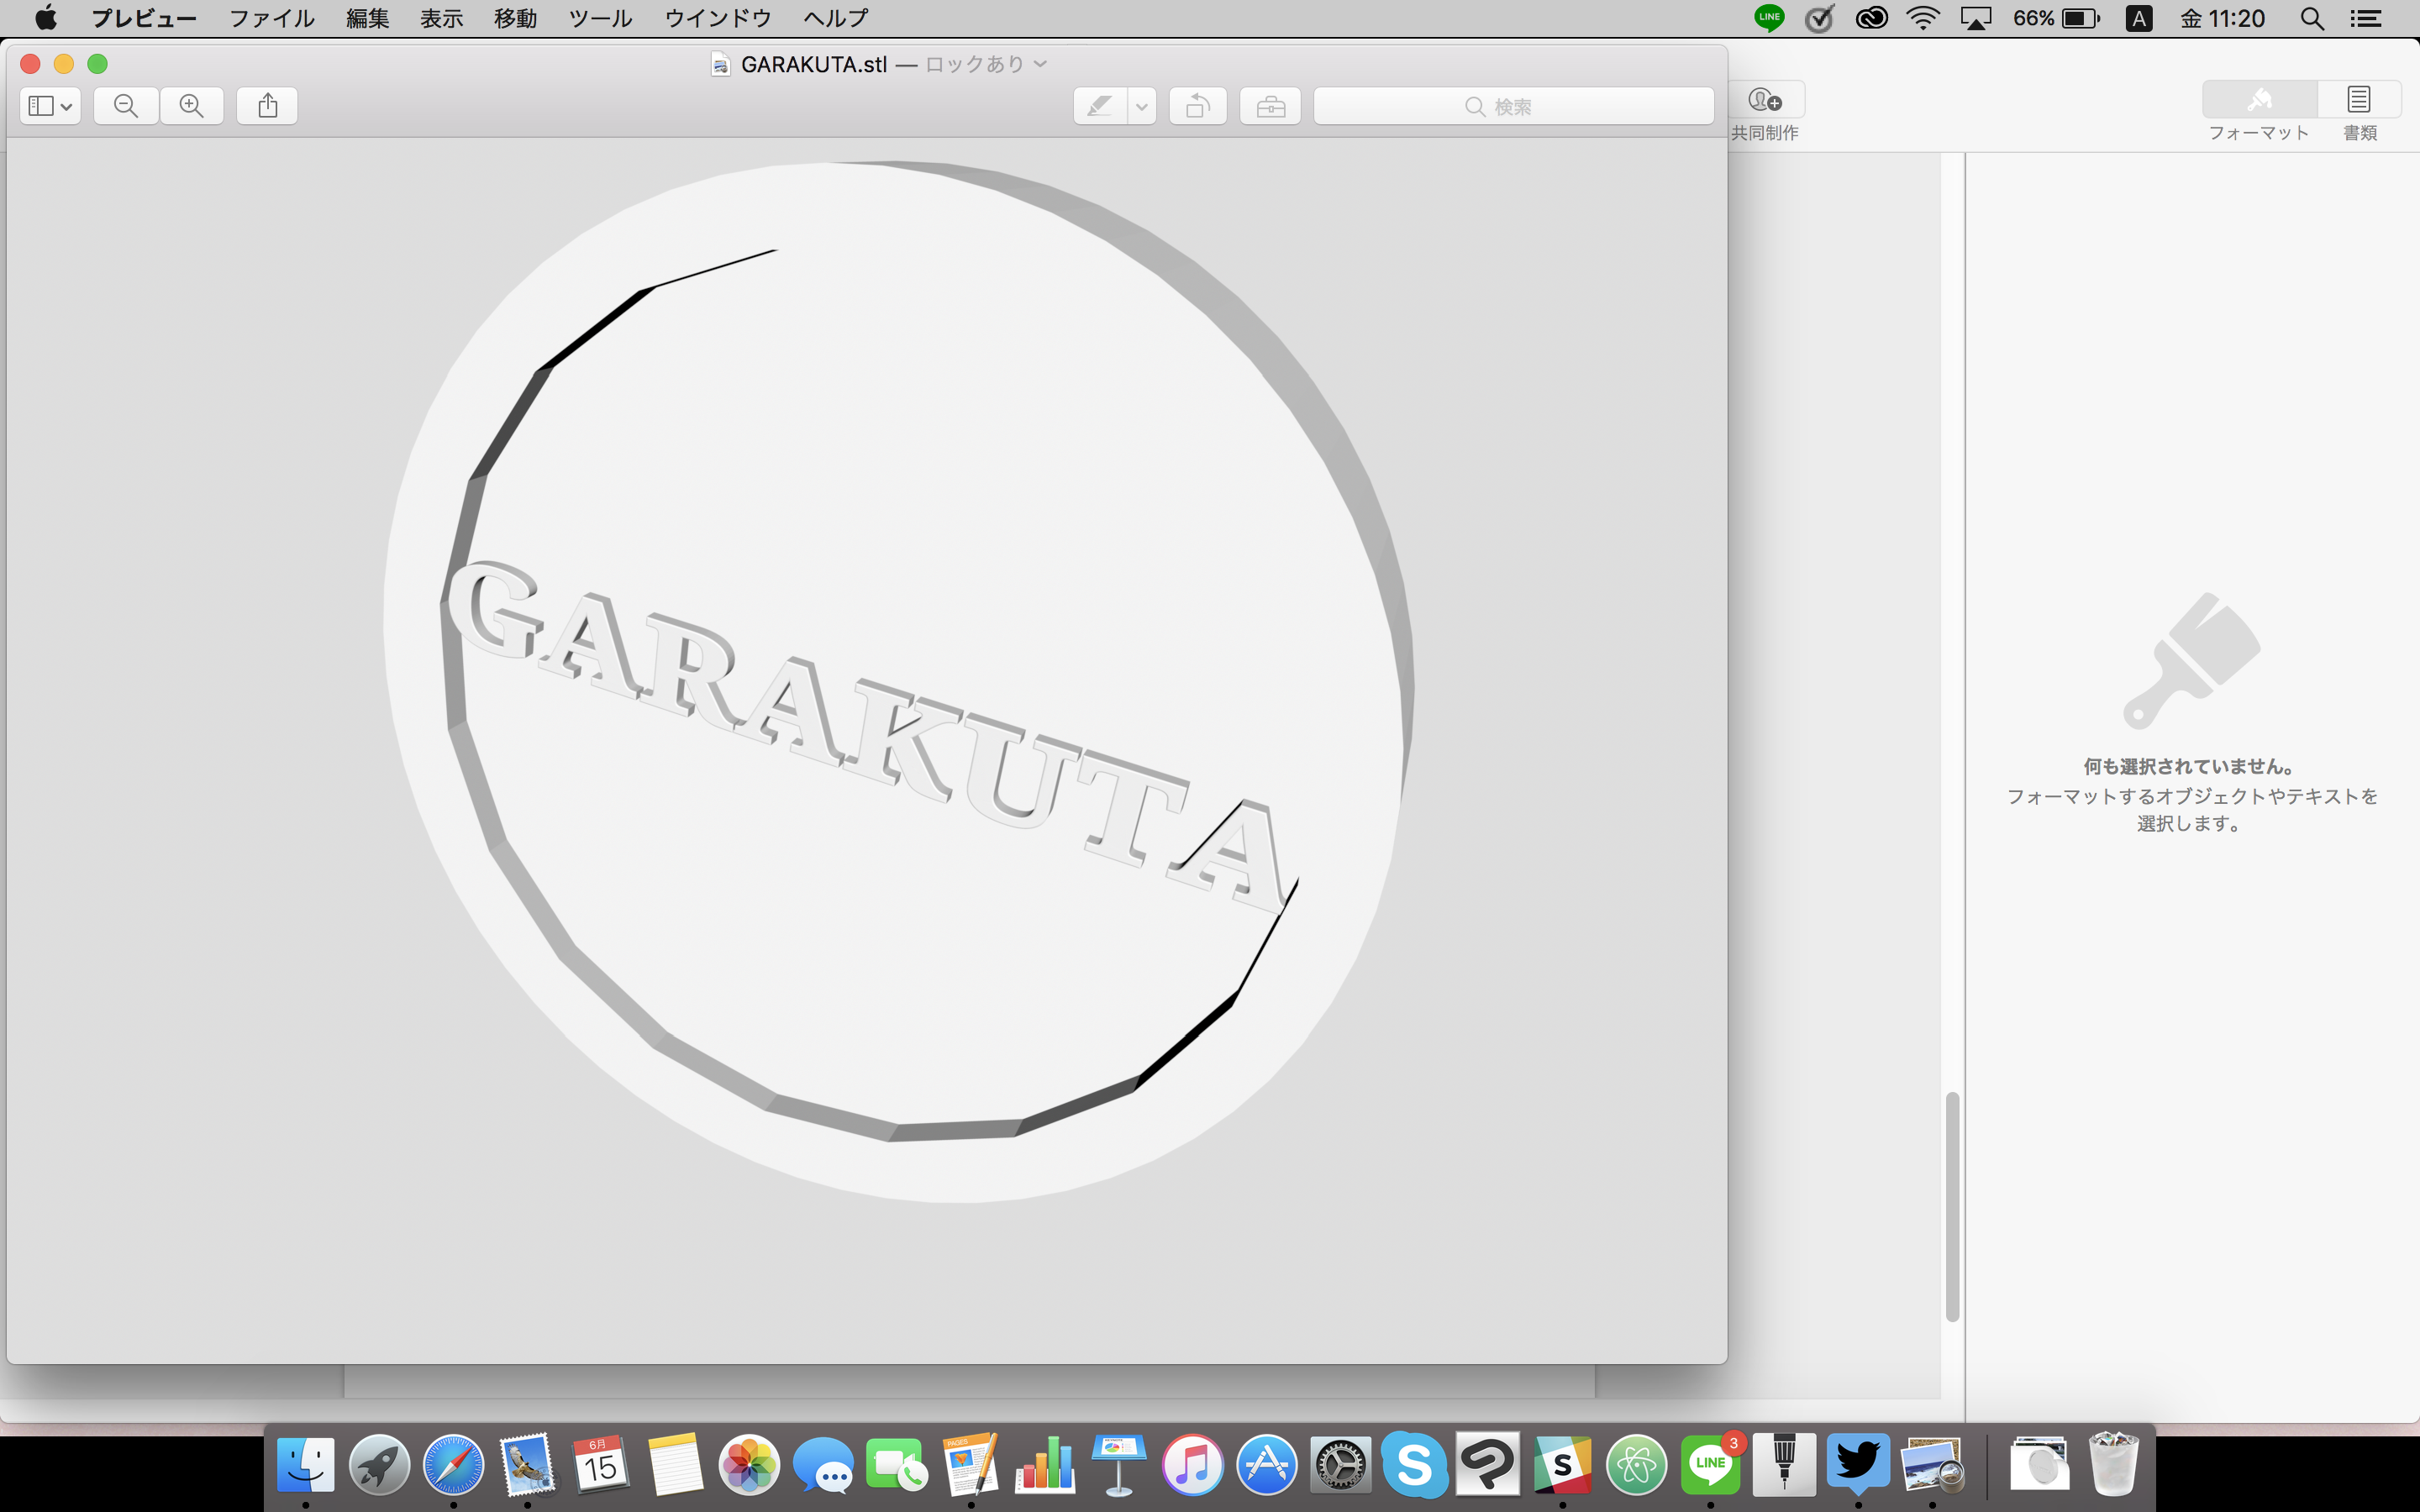 プレビュー ファイル 編集 表示 移動 ツール ウインドウ ヘルプ LINE 66% A 金 11:20
GARAKUTA.stl — ロックあり
検索
共同制作
フォーマット 書類
GARAKUTA
何も選択されていません。
フォーマットするオブジェクトやテキストを
選択します。
6月
15
PAGES
S
S
LINE
3